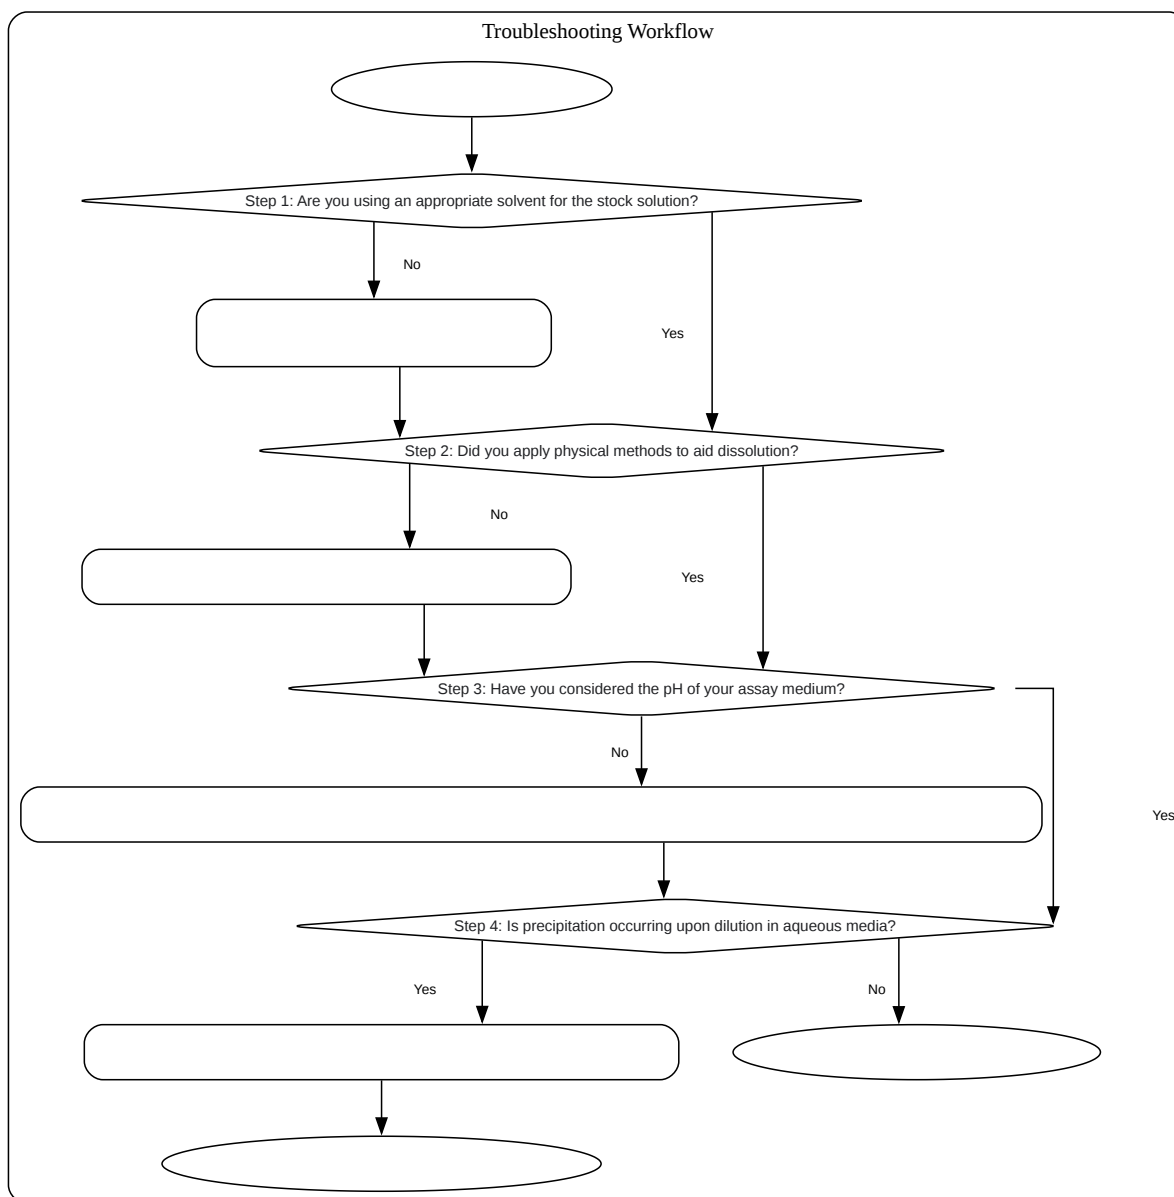 Troubleshooting Workflow
Step 1: Are you using an appropriate solvent for the stock solution?
No
Yes
Step 2: Did you apply physical methods to aid dissolution?
No
Yes
Step 3: Have you considered the pH of your assay medium?
No
Yes
Step 4: Is precipitation occurring upon dilution in aqueous media?
Yes
No